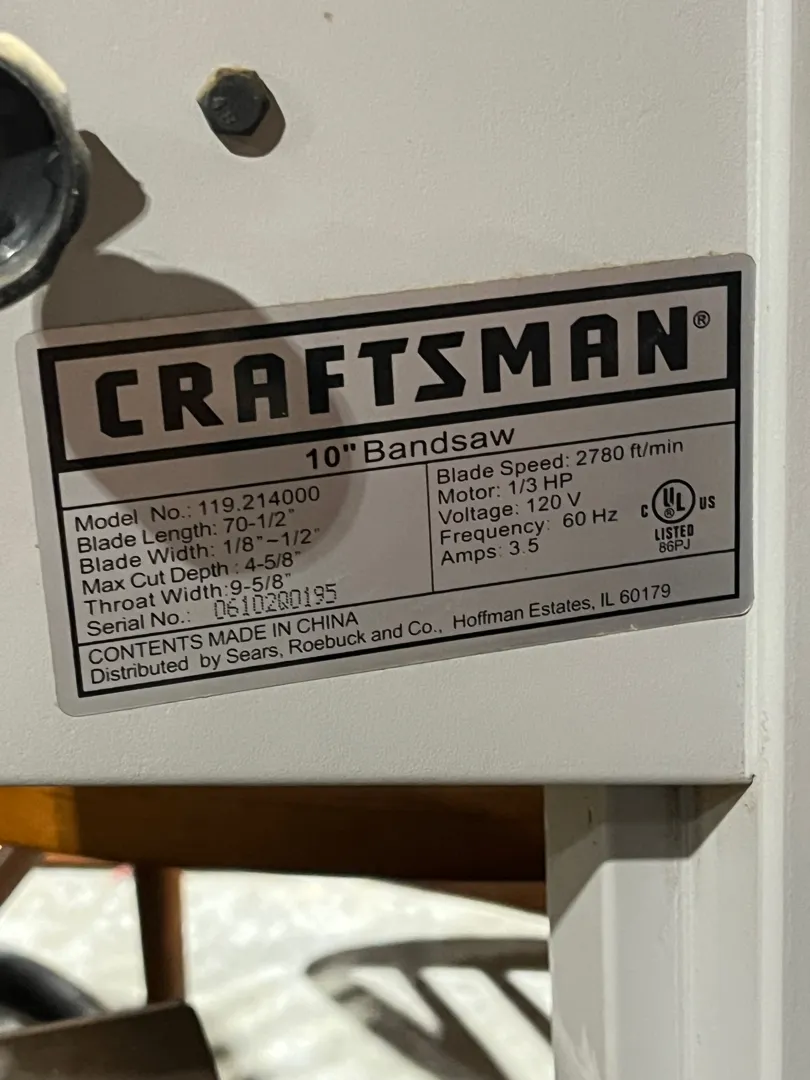 CRAFTSMAN®
10" Bandsaw
Model No.: 119.214000
Blade Length: 70-1/2"
Blade Width: 1/8"~1/2"
Max Cut Depth : 4-5/8"
Throat Width:9-5/8"
Serial No.: 06102Q0195
Blade Speed: 2780 ft/min
Motor: 1/3 HP
Voltage: 120 V
Frequency: 60 Hz
Amps: 3.5
C UL® US
LISTED
86PJ
CONTENTS MADE IN CHINA
Distributed by Sears, Roebuck and Co., Hoffman Estates, IL 60179